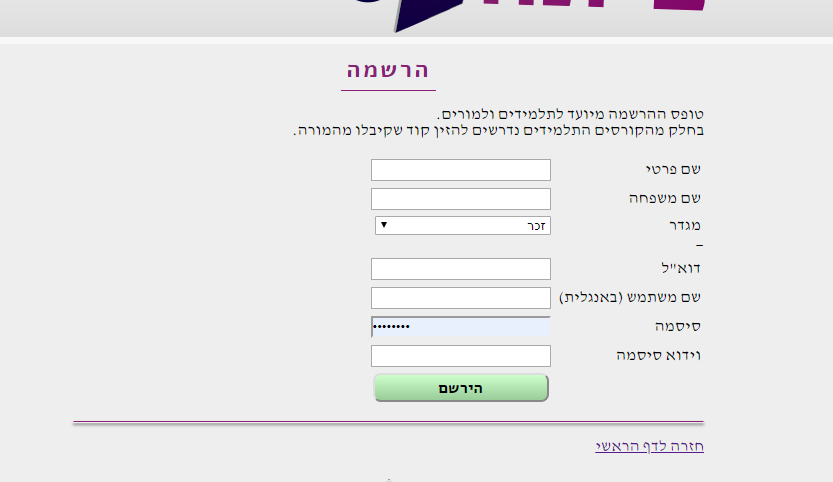 הרשמה
טופס ההרשמה מיועד לתלמידים ולמורים.
בחלק מהקורסים התלמידים נדרשים להזין קוד שקיבלו מהמורה.
שם פרטי
שם משפחה
מגדר זכר
–
דוא"ל
שם משתמש (באנגלית)
סיסמה ••••••••
וידוא סיסמה
הירשם
חזרה לדף הראשי